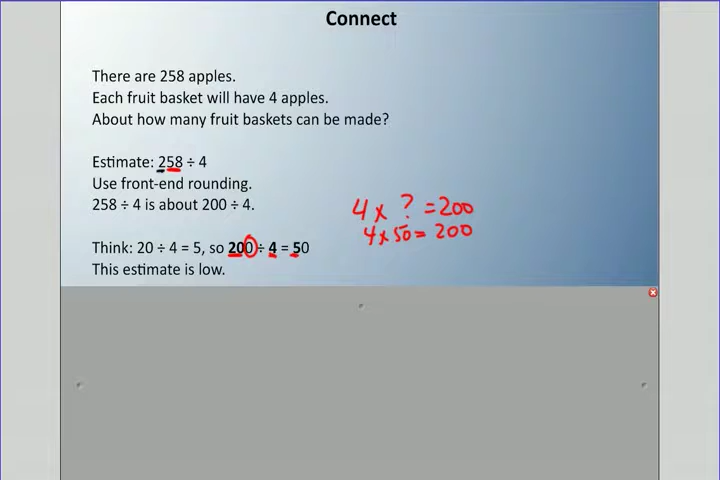 Connect
There are 258 apples.
Each fruit basket will have 4 apples.
About how many fruit baskets can be made?
Estimate: 258 ÷ 4
Use front-end rounding.
258 ÷ 4 is about 200 ÷ 4.
4 x ? = 200
4 x 50 = 200
Think: 20 ÷ 4 = 5, so 200 ÷ 4 = 50
This estimate is low.